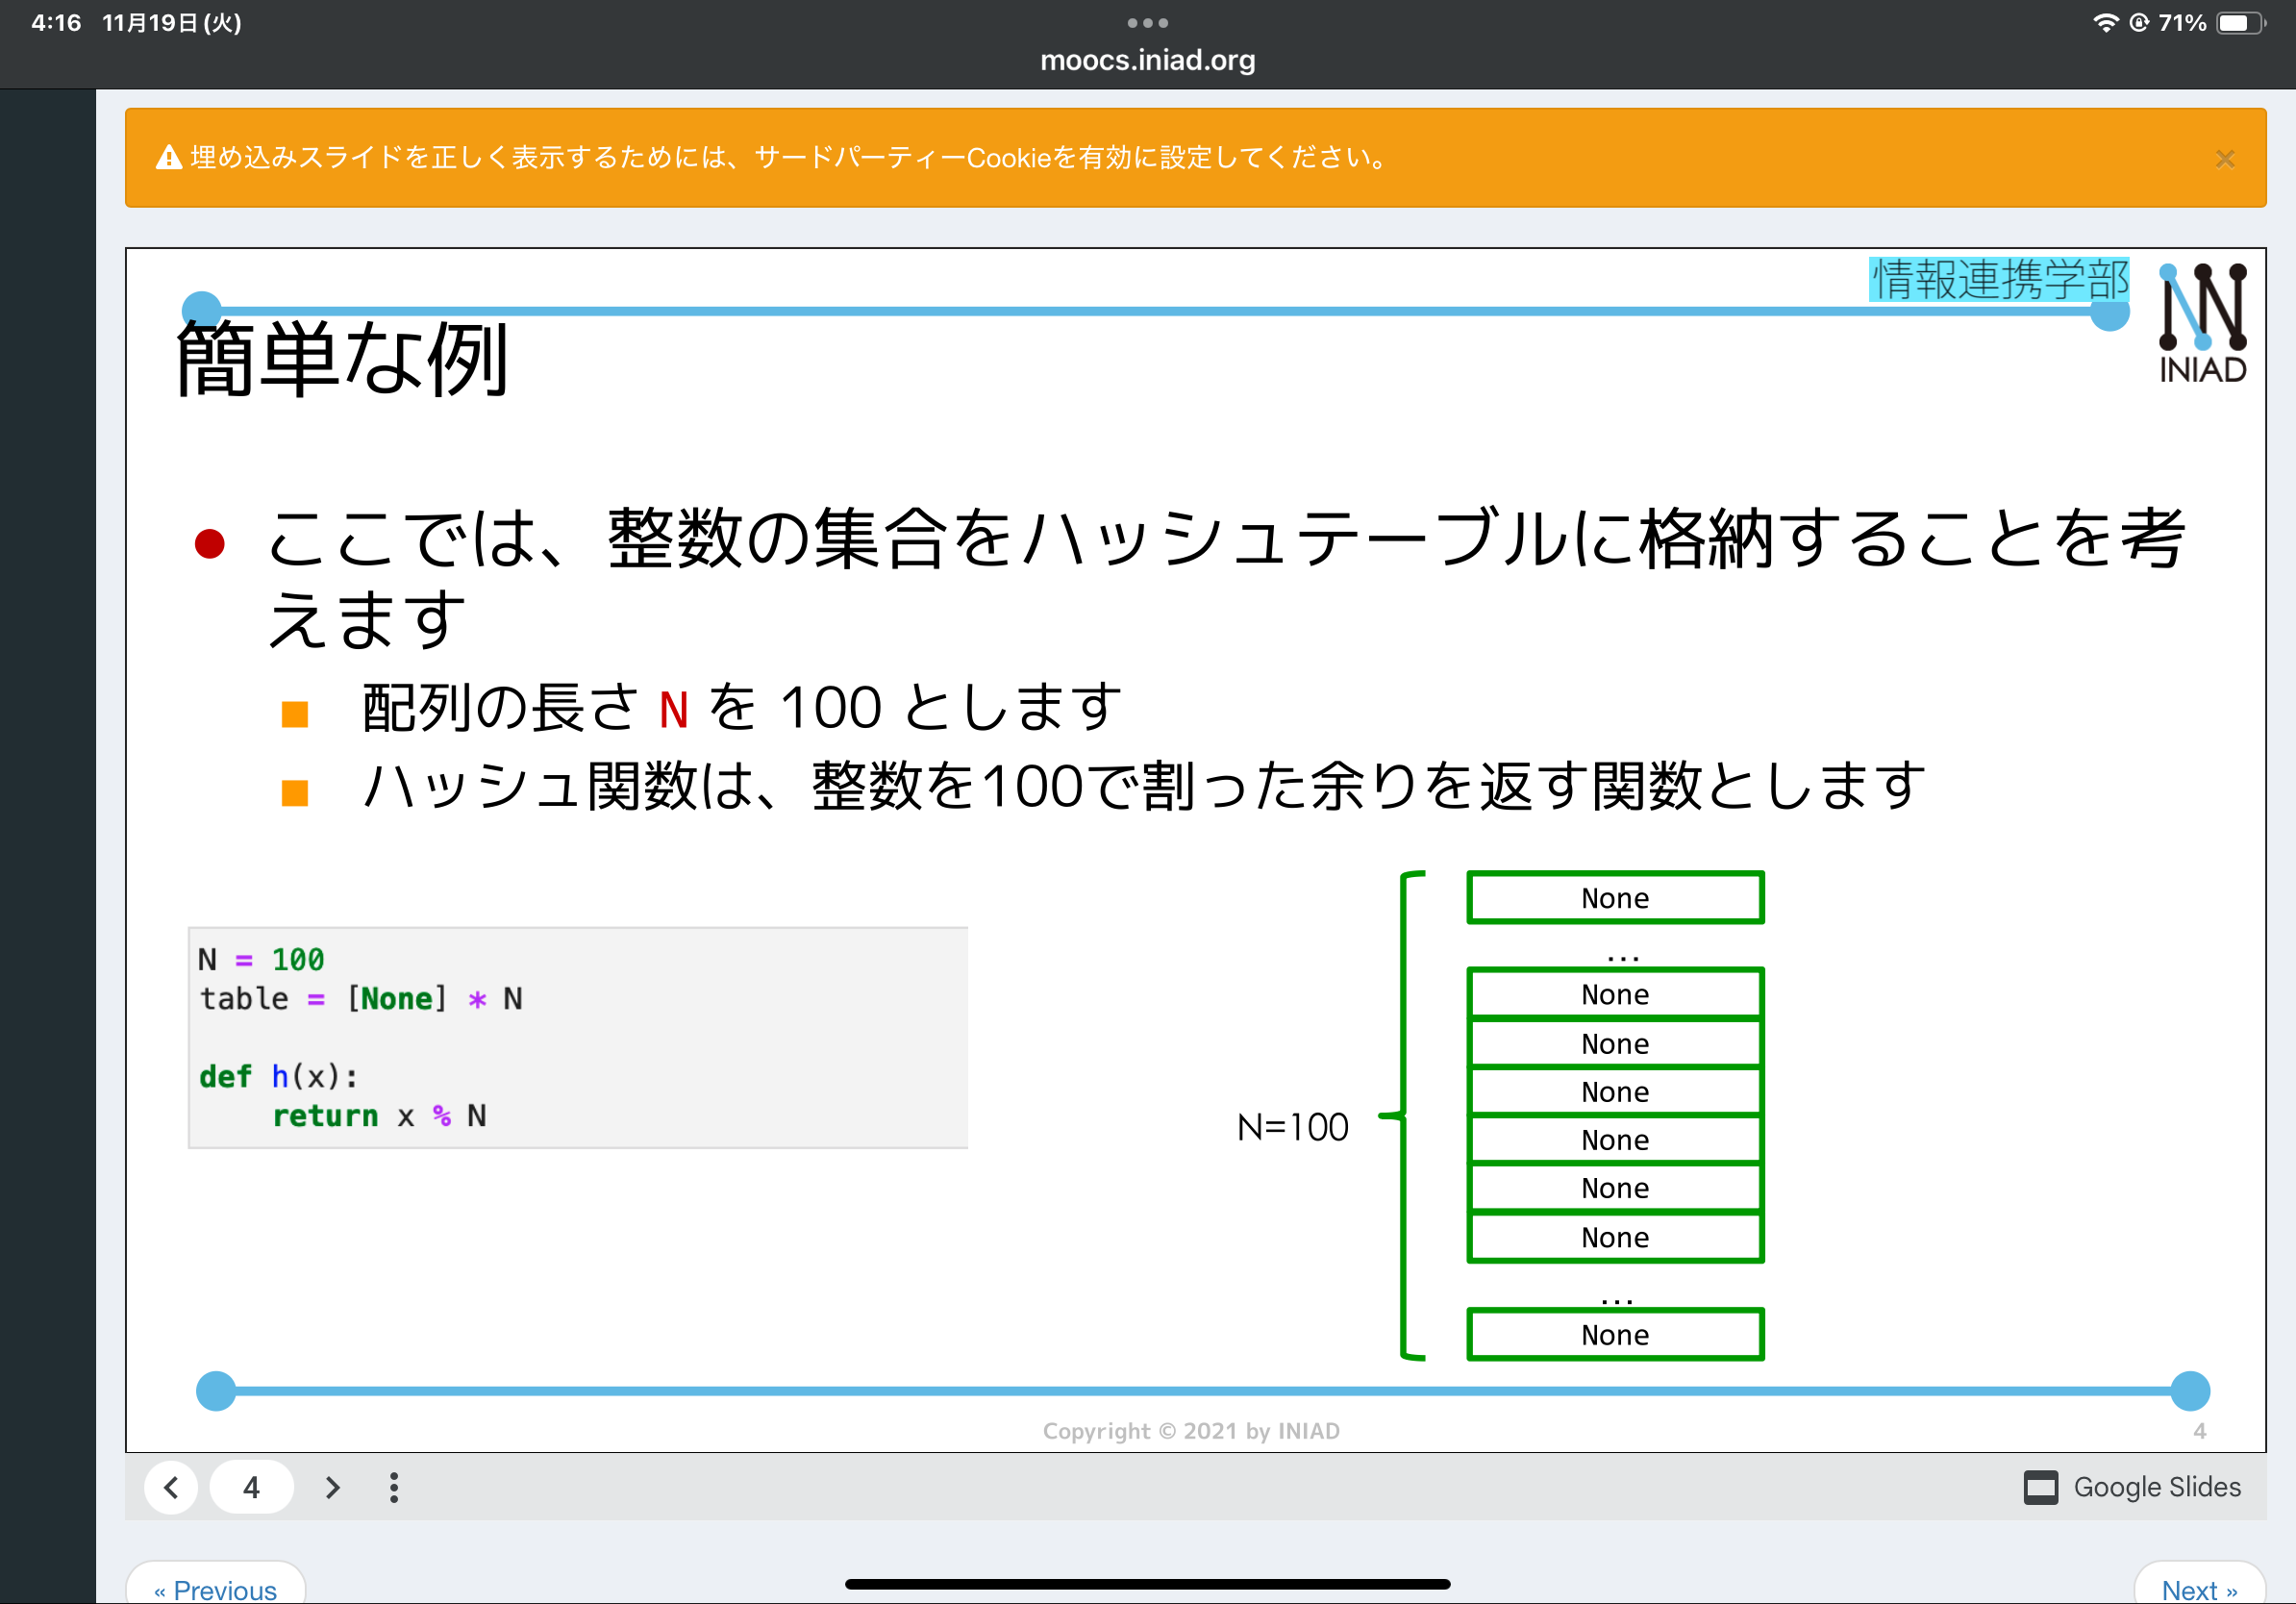 4:16 11月19日(火)
71%
moocs.iniad.org
埋め込みスライドを正しく表示するためには、サードパーティーCookieを有効に設定してください。
×
情報連携学部
INIAD
簡単な例
● ここでは、整数の集合をハッシュテーブルに格納することを考
えます
■ 配列の長さ N を 100 とします
■ ハッシュ関数は、整数を100で割った余りを返す関数とします
N = 100
table = [None] * N
def h(x):
    return x % N
N=100
None
...
None
None
None
None
None
None
...
None
Copyright © 2021 by INIAD
4
4
Google Slides
« Previous
Next »